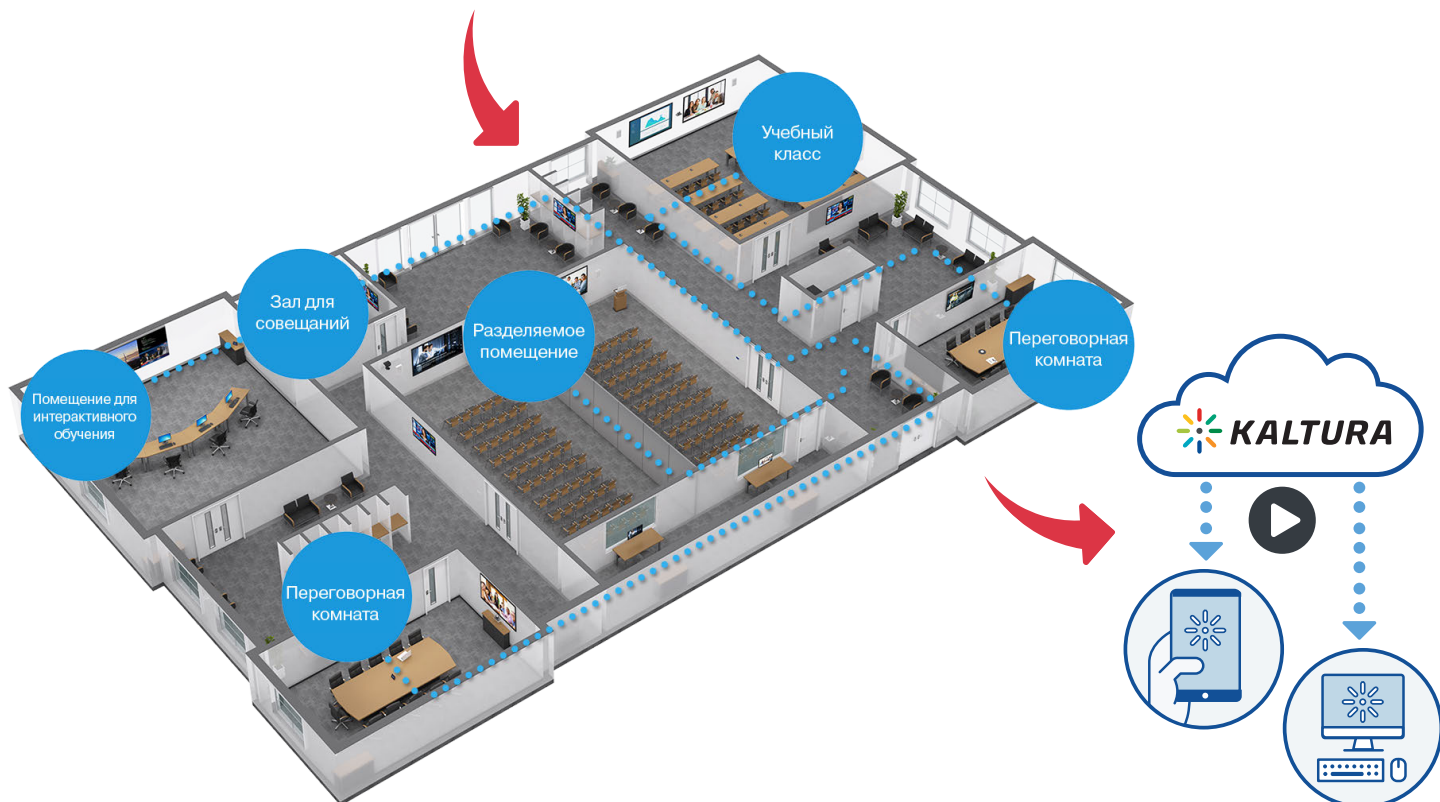 Учебный
класс
Зал для
совещаний
Разделяемое
помещение
Переговорная
комната
Помещение для
интерактивного
обучения
KALTURA
Переговорная
комната